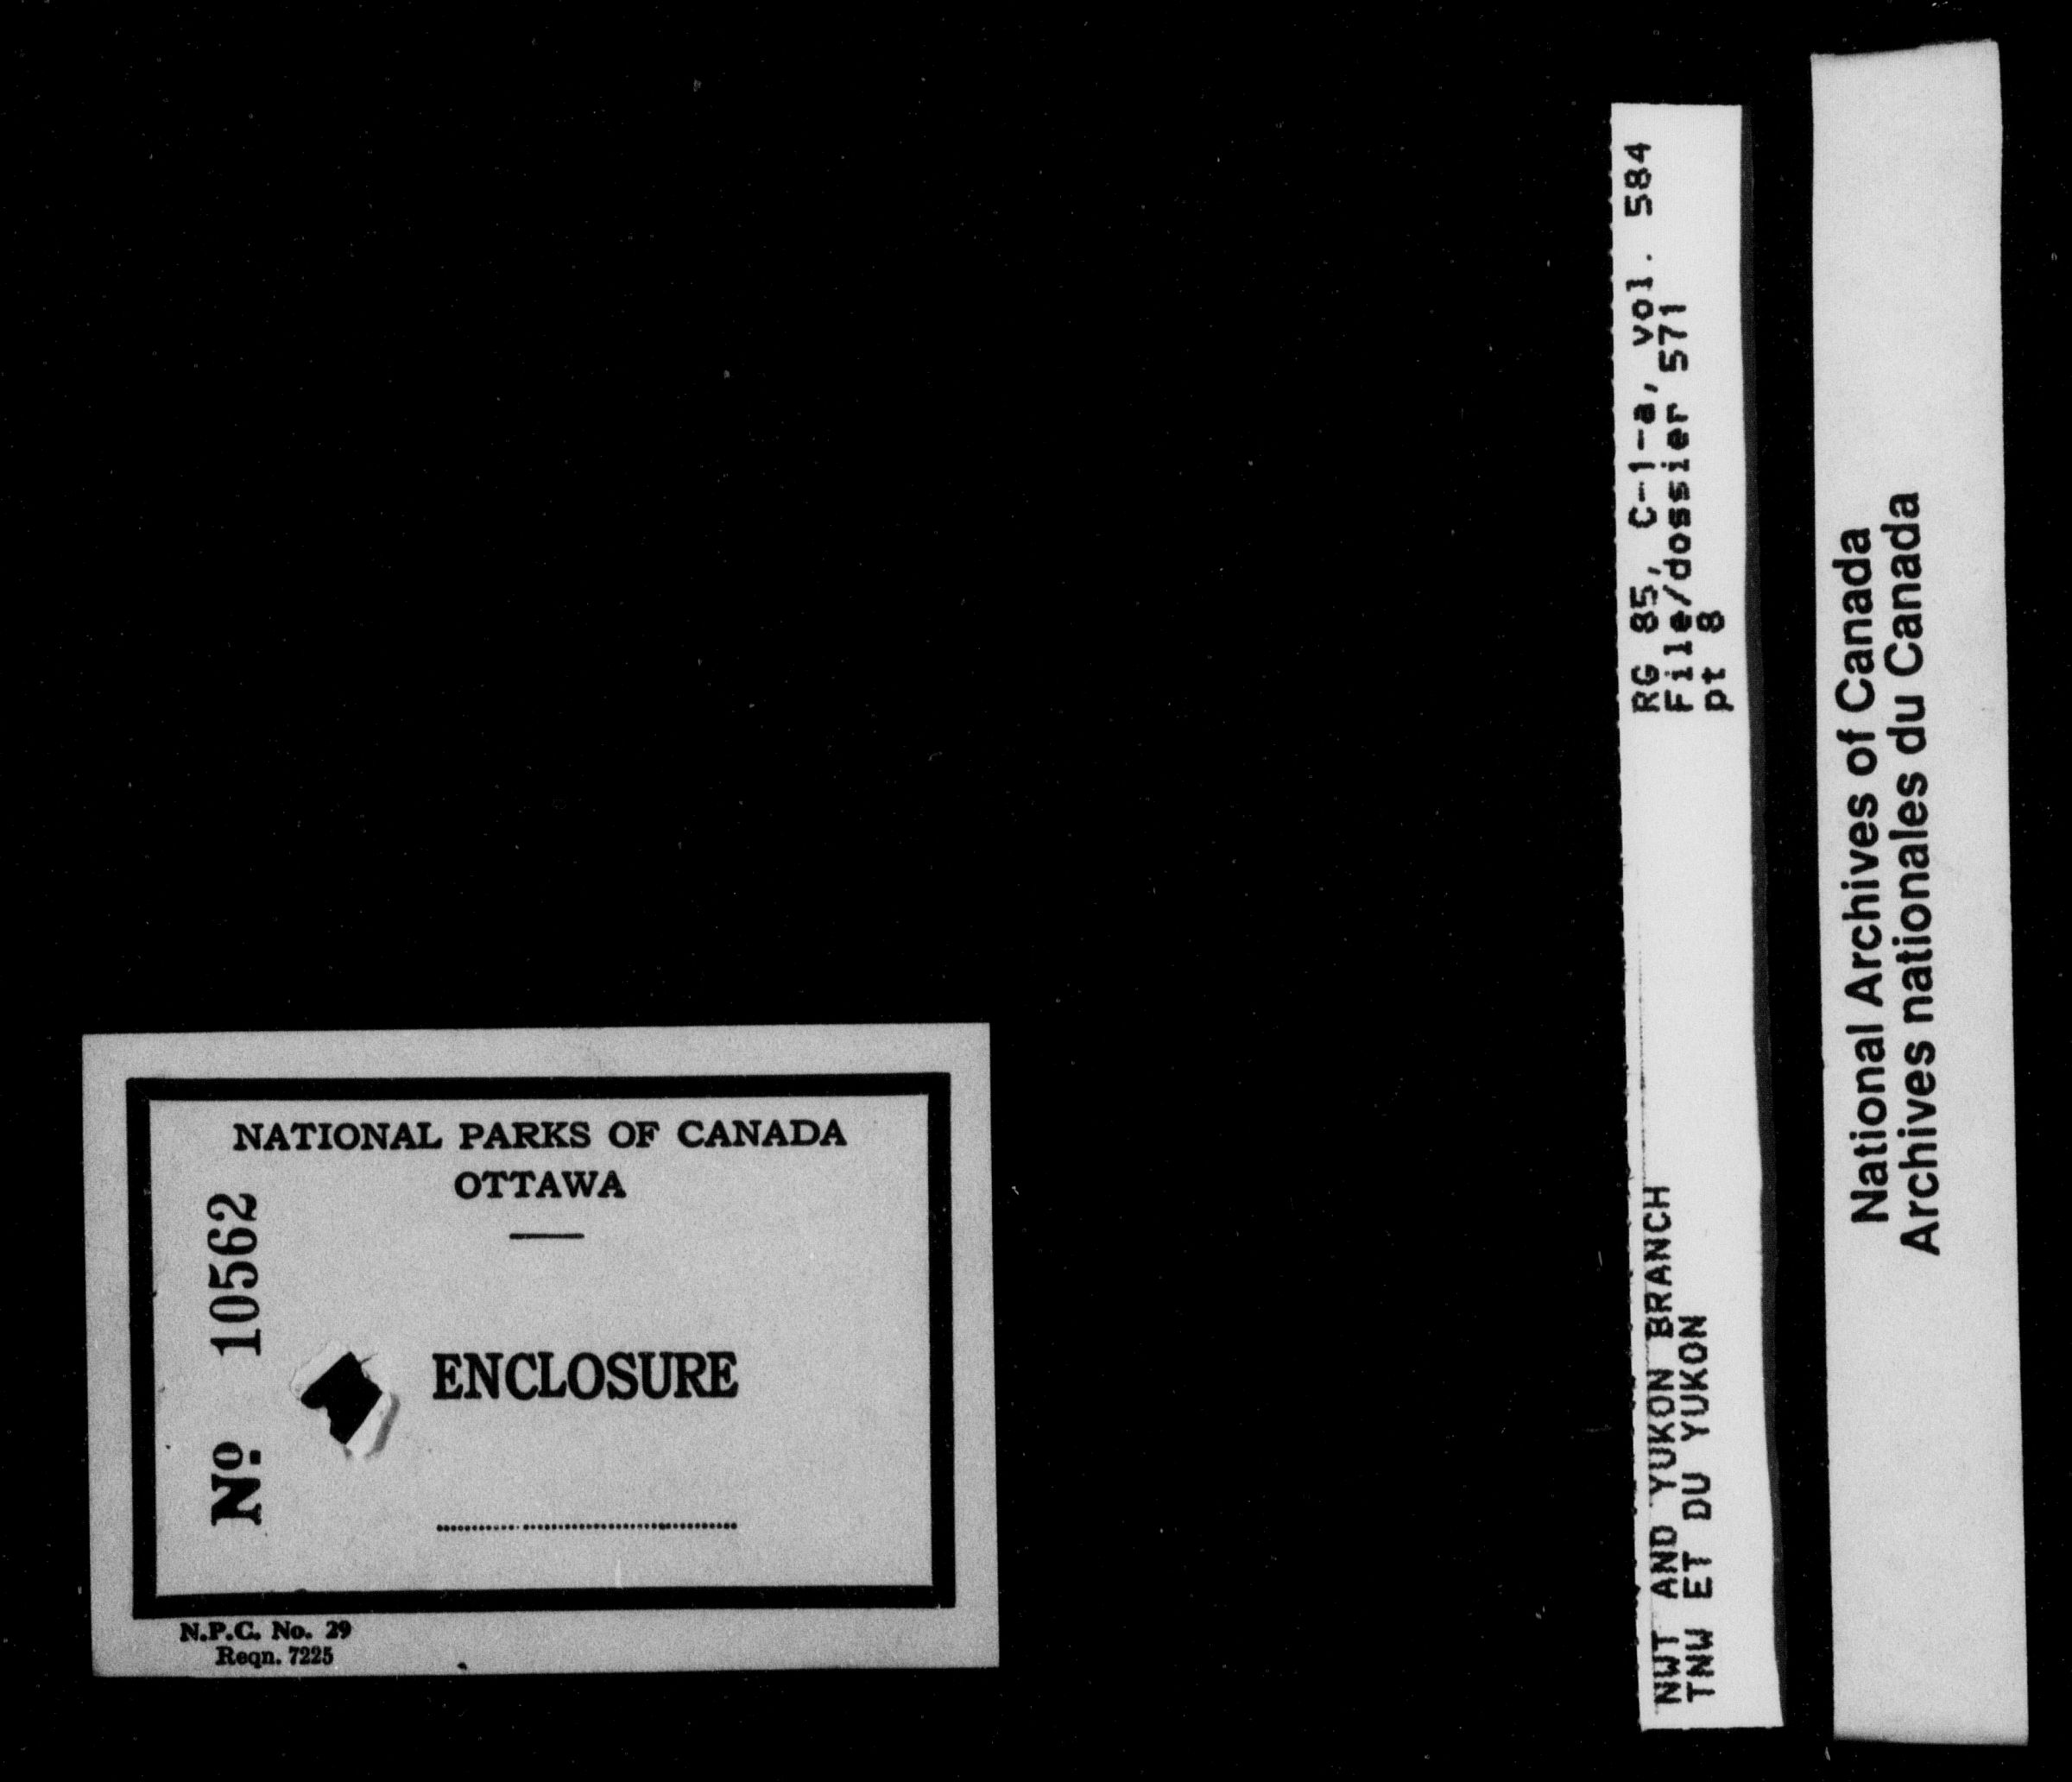 NATIONAL PARKS OF CANADA
OTTAWA
Nº. 10562
ENCLOSURE
N.P.C. No. 29
Reqn. 7225
NWT AND YUKON BRANCH RG 85, C-1-a, vol. 584
TNW ET DU YUKON File/dossier 571
pt 8
National Archives of Canada
Archives nationales du Canada